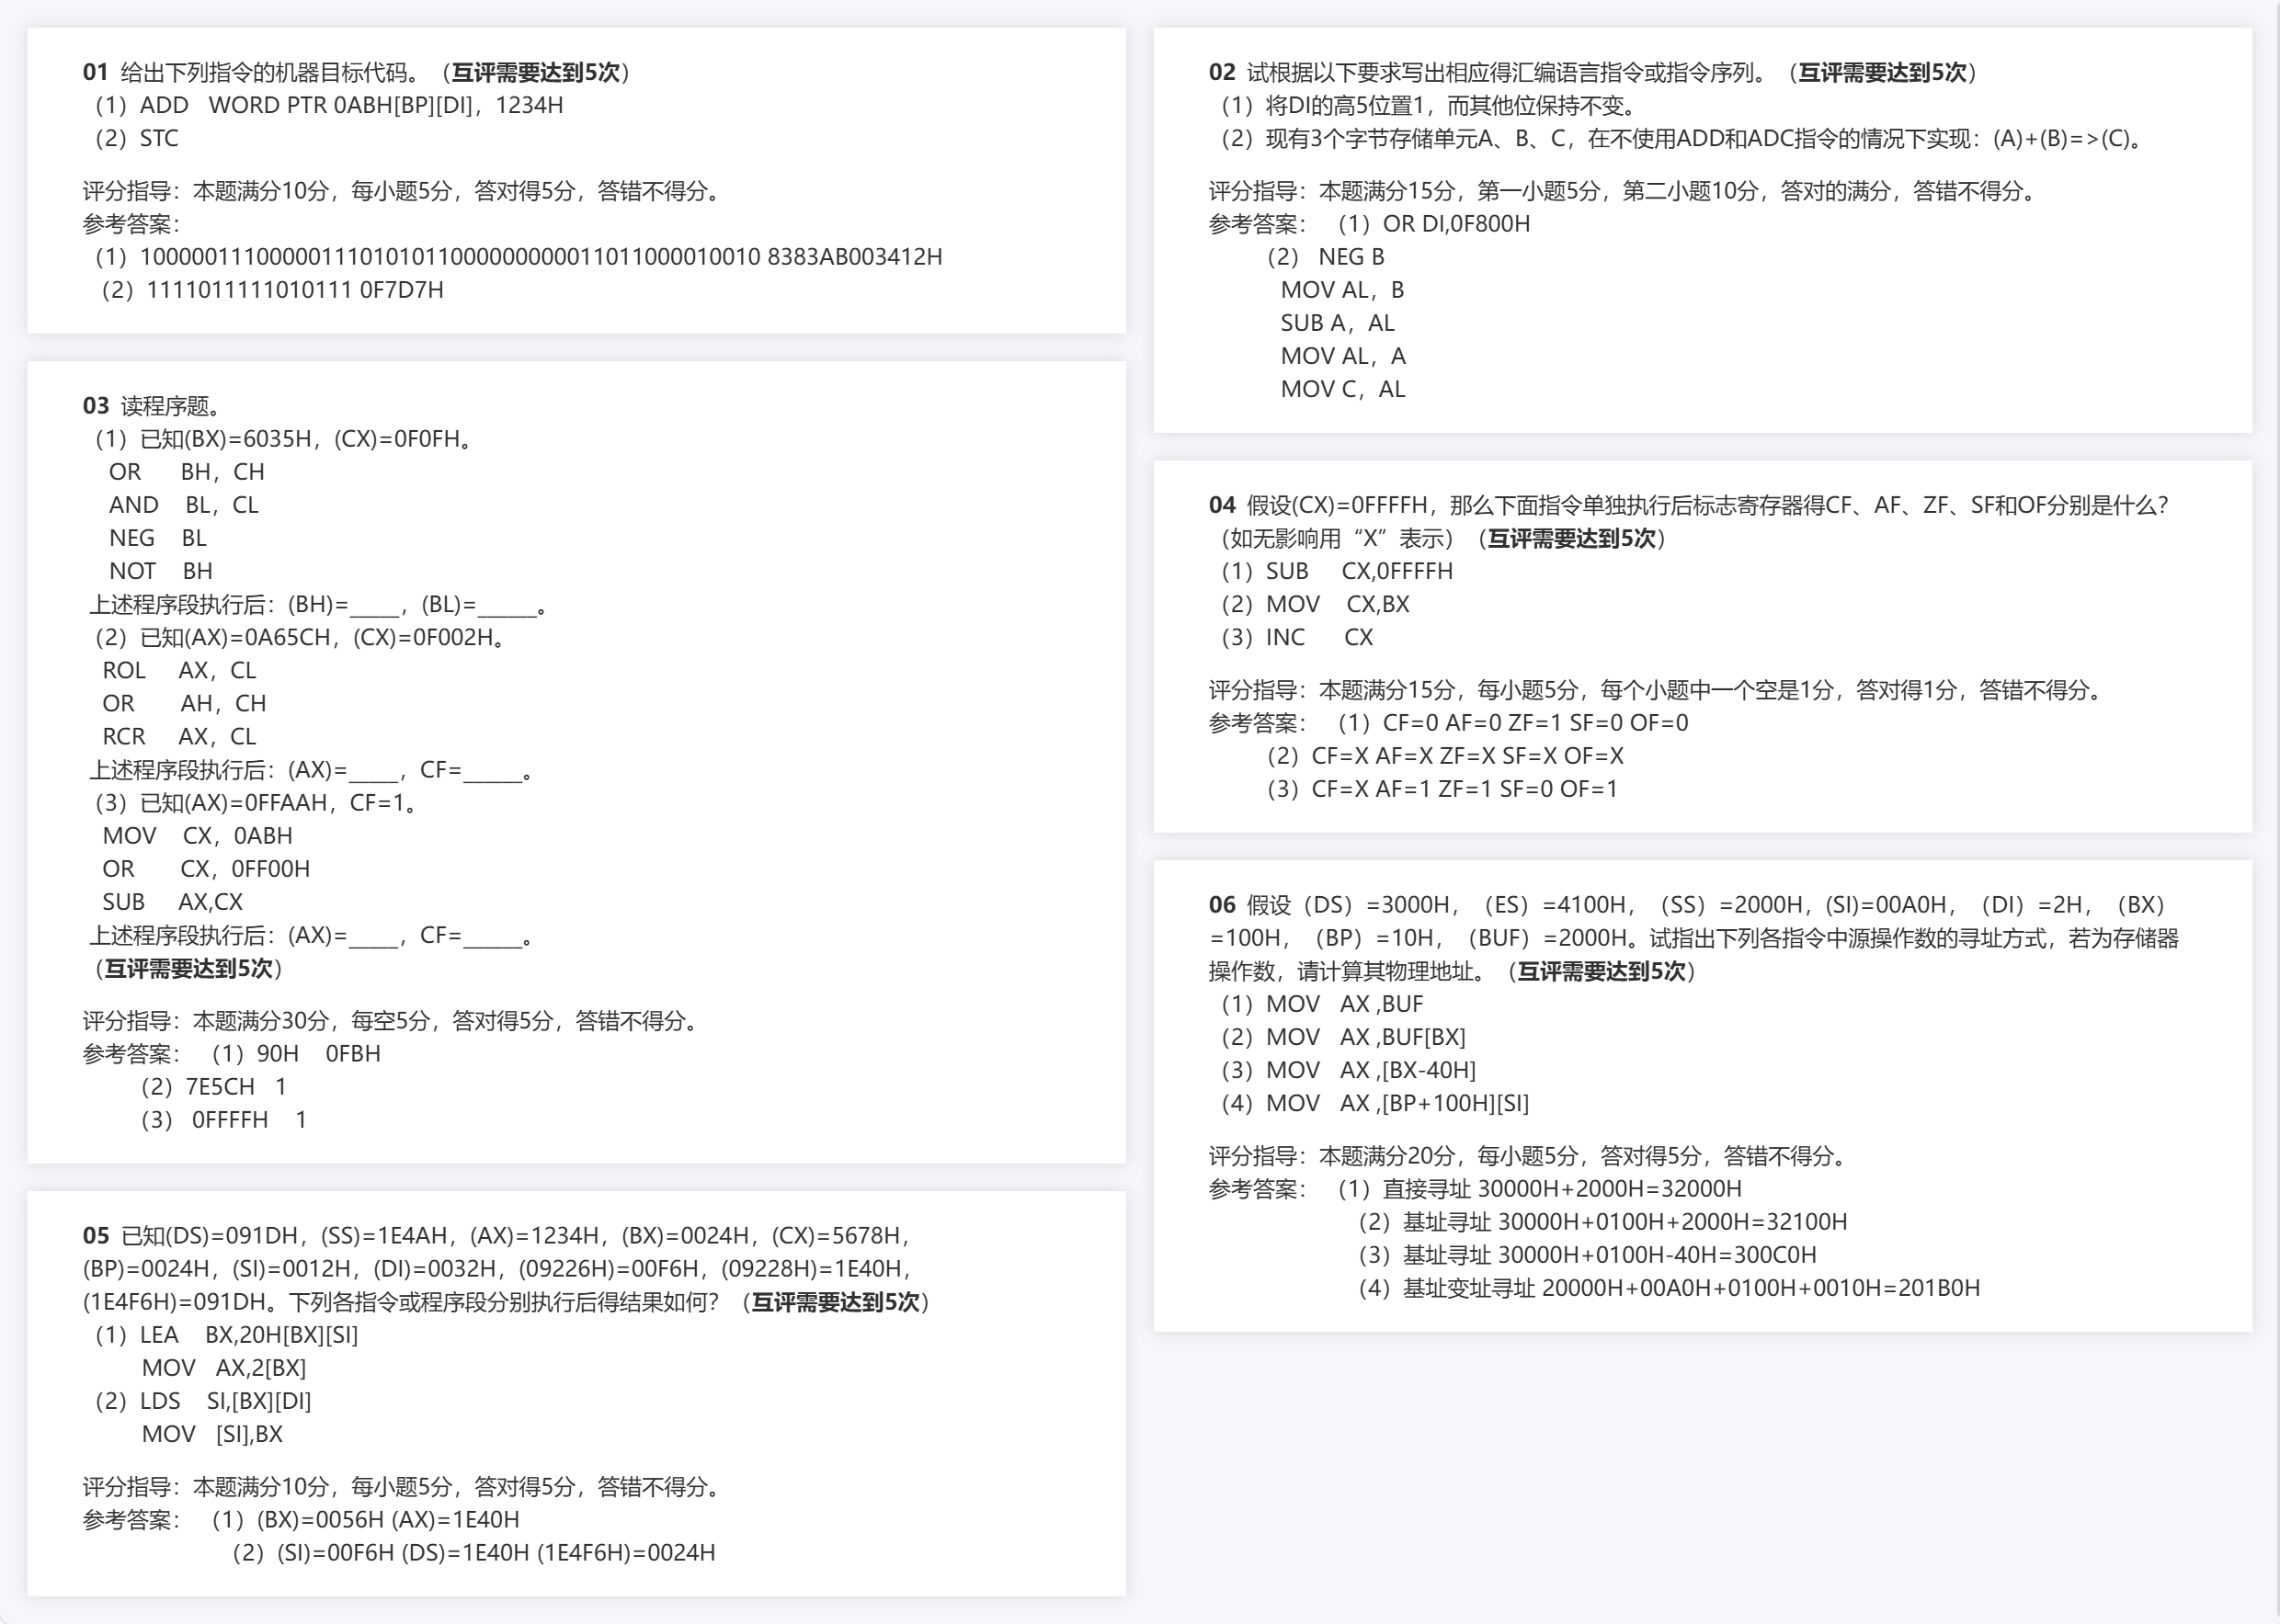 01 给出下列指令的机器目标代码。（互评需要达到5次）
（1）ADD WORD PTR 0ABH[BP][DI]，1234H
（2）STC
评分指导：本题满分10分，每小题5分，答对得5分，答错不得分。
参考答案：
（1）10000011100000111010101100000000001101100001​0010 8383AB003412H
（2）1111011111010111 0F7D7H
03 读程序题。
（1）已知(BX)=6035H，(CX)=0F0FH。
OR BH，CH
AND BL，CL
NEG BL
NOT BH
上述程序段执行后：(BH)=_____，(BL)=______。
（2）已知(AX)=0A65CH，(CX)=0F002H。
ROL AX，CL
OR AH，CH
RCR AX，CL
上述程序段执行后：(AX)=_____，CF=______。
（3）已知(AX)=0FFAAH，CF=1。
MOV CX，0ABH
OR CX，0FF00H
SUB AX,CX
上述程序段执行后：(AX)=_____，CF=______。
（互评需要达到5次）
评分指导：本题满分30分，每空5分，答对得5分，答错不得分。
参考答案： （1）90H 0FBH
（2）7E5CH 1
（3） 0FFFFH 1
05 已知(DS)=091DH，(SS)=1E4AH，(AX)=1234H，(BX)=0024H，(CX)=5678H，
(BP)=0024H，(SI)=0012H，(DI)=0032H，(09226H)=00F6H，(09228H)=1E40H，
(1E4F6H)=091DH。下列各指令或程序段分别执行后得结果如何？（互评需要达到5次）
（1）LEA BX,20H[BX][SI]
MOV AX,2[BX]
（2）LDS SI,[BX][DI]
MOV [SI],BX
评分指导：本题满分10分，每小题5分，答对得5分，答错不得分。
参考答案： （1）(BX)=0056H (AX)=1E40H
（2）(SI)=00F6H (DS)=1E40H (1E4F6H)=0024H
02 试根据以下要求写出相应得汇编语言指令或指令序列。（互评需要达到5次）
（1）将DI的高5位置1，而其他位保持不变。
（2）现有3个字节存储单元A、B、C，在不使用ADD和ADC指令的情况下实现：(A)+(B)=>(C)。
评分指导：本题满分15分，第一小题5分，第二小题10分，答对的满分，答错不得分。
参考答案： （1）OR DI,0F800H
（2） NEG B
MOV AL，B
SUB A，AL
MOV AL，A
MOV C，AL
04 假设(CX)=0FFFFH，那么下面指令单独执行后标志寄存器得CF、AF、ZF、SF和OF分别是什么？
（如无影响用“X”表示）（互评需要达到5次）
（1）SUB CX,0FFFFH
（2）MOV CX,BX
（3）INC CX
评分指导：本题满分15分，每小题5分，每个小题中一个空是1分，答对得1分，答错不得分。
参考答案： （1）CF=0 AF=0 ZF=1 SF=0 OF=0
（2）CF=X AF=X ZF=X SF=X OF=X
（3）CF=X AF=1 ZF=1 SF=0 OF=1
06 假设（DS）=3000H，（ES）=4100H，（SS）=2000H，(SI)=00A0H，（DI）=2H，（BX）
=100H，（BP）=10H，（BUF）=2000H。试指出下列各指令中源操作数的寻址方式，若为存储器
操作数，请计算其物理地址。（互评需要达到5次）
（1）MOV AX ,BUF
（2）MOV AX ,BUF[BX]
（3）MOV AX ,[BX-40H]
（4）MOV AX ,[BP+100H][SI]
评分指导：本题满分20分，每小题5分，答对得5分，答错不得分。
参考答案： （1）直接寻址 30000H+2000H=32000H
（2）基址寻址 30000H+0100H+2000H=32100H
（3）基址寻址 30000H+0100H-40H=300C0H
（4）基址变址寻址 20000H+00A0H+0100H+0010H=201B0H